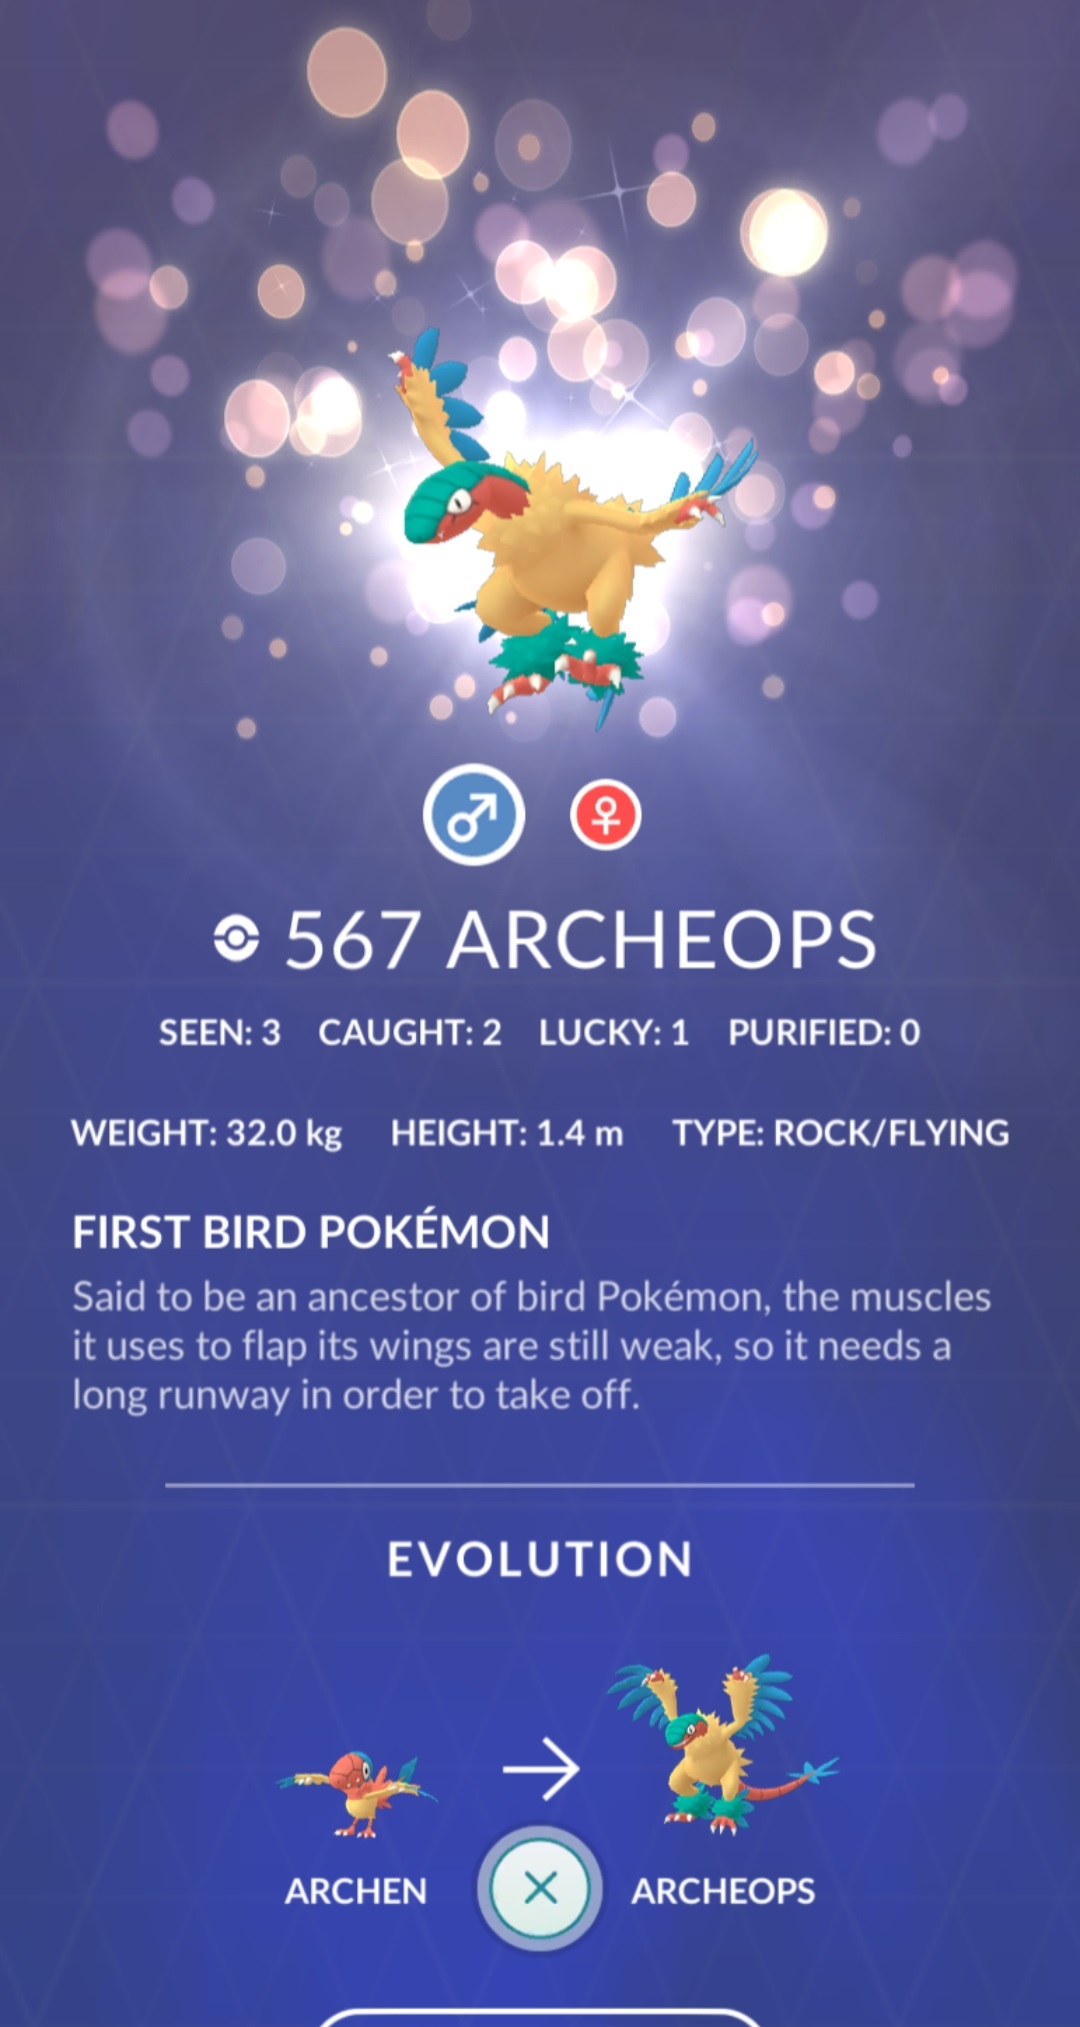 567 ARCHEOPS
SEEN: 3 CAUGHT: 2 LUCKY: 1 PURIFIED: 0
WEIGHT: 32.0 kg HEIGHT: 1.4 m TYPE: ROCK/FLYING
FIRST BIRD POKÉMON
Said to be an ancestor of bird Pokémon, the muscles
it uses to flap its wings are still weak, so it needs a
long runway in order to take off.
EVOLUTION
ARCHEN ARCHEOPS